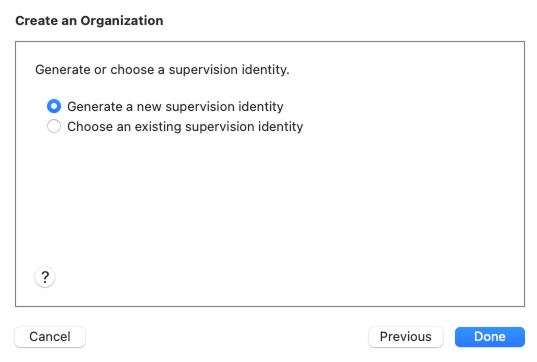 Create an Organization
Generate or choose a supervision identity.
Generate a new supervision identity
Choose an existing supervision identity
?
Cancel
Previous
Done